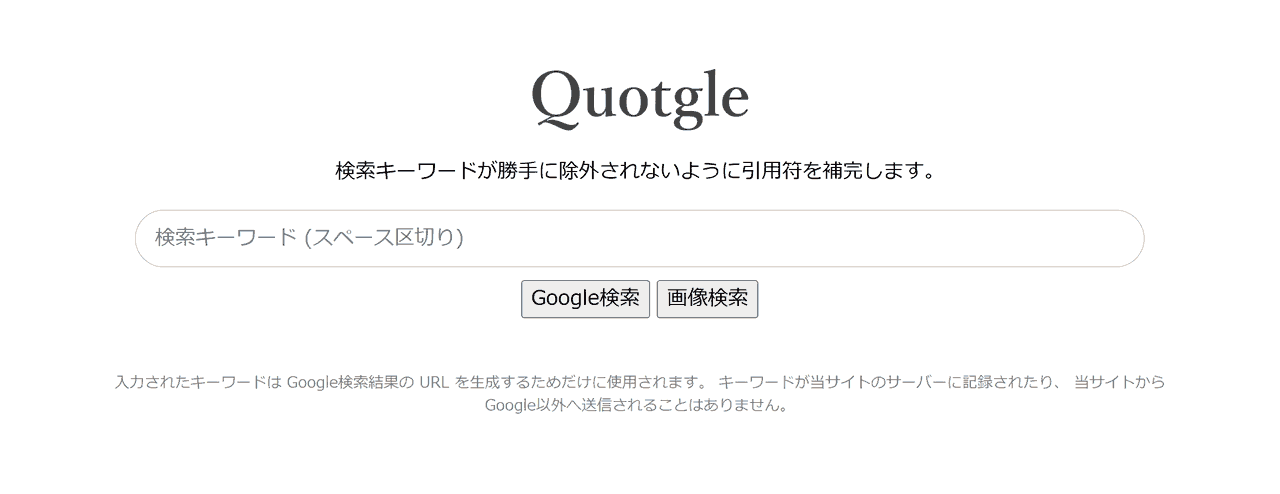 Quotgle
検索キーワードが勝手に除外されないように引用符を補完します。
検索キーワード (スペース区切り)
Google検索 画像検索
入力されたキーワードは Google検索結果の URL を生成するためだけに使用されます。 キーワードが当サイトのサーバーに記録されたり、 当サイトから
Google以外へ送信されることはありません。